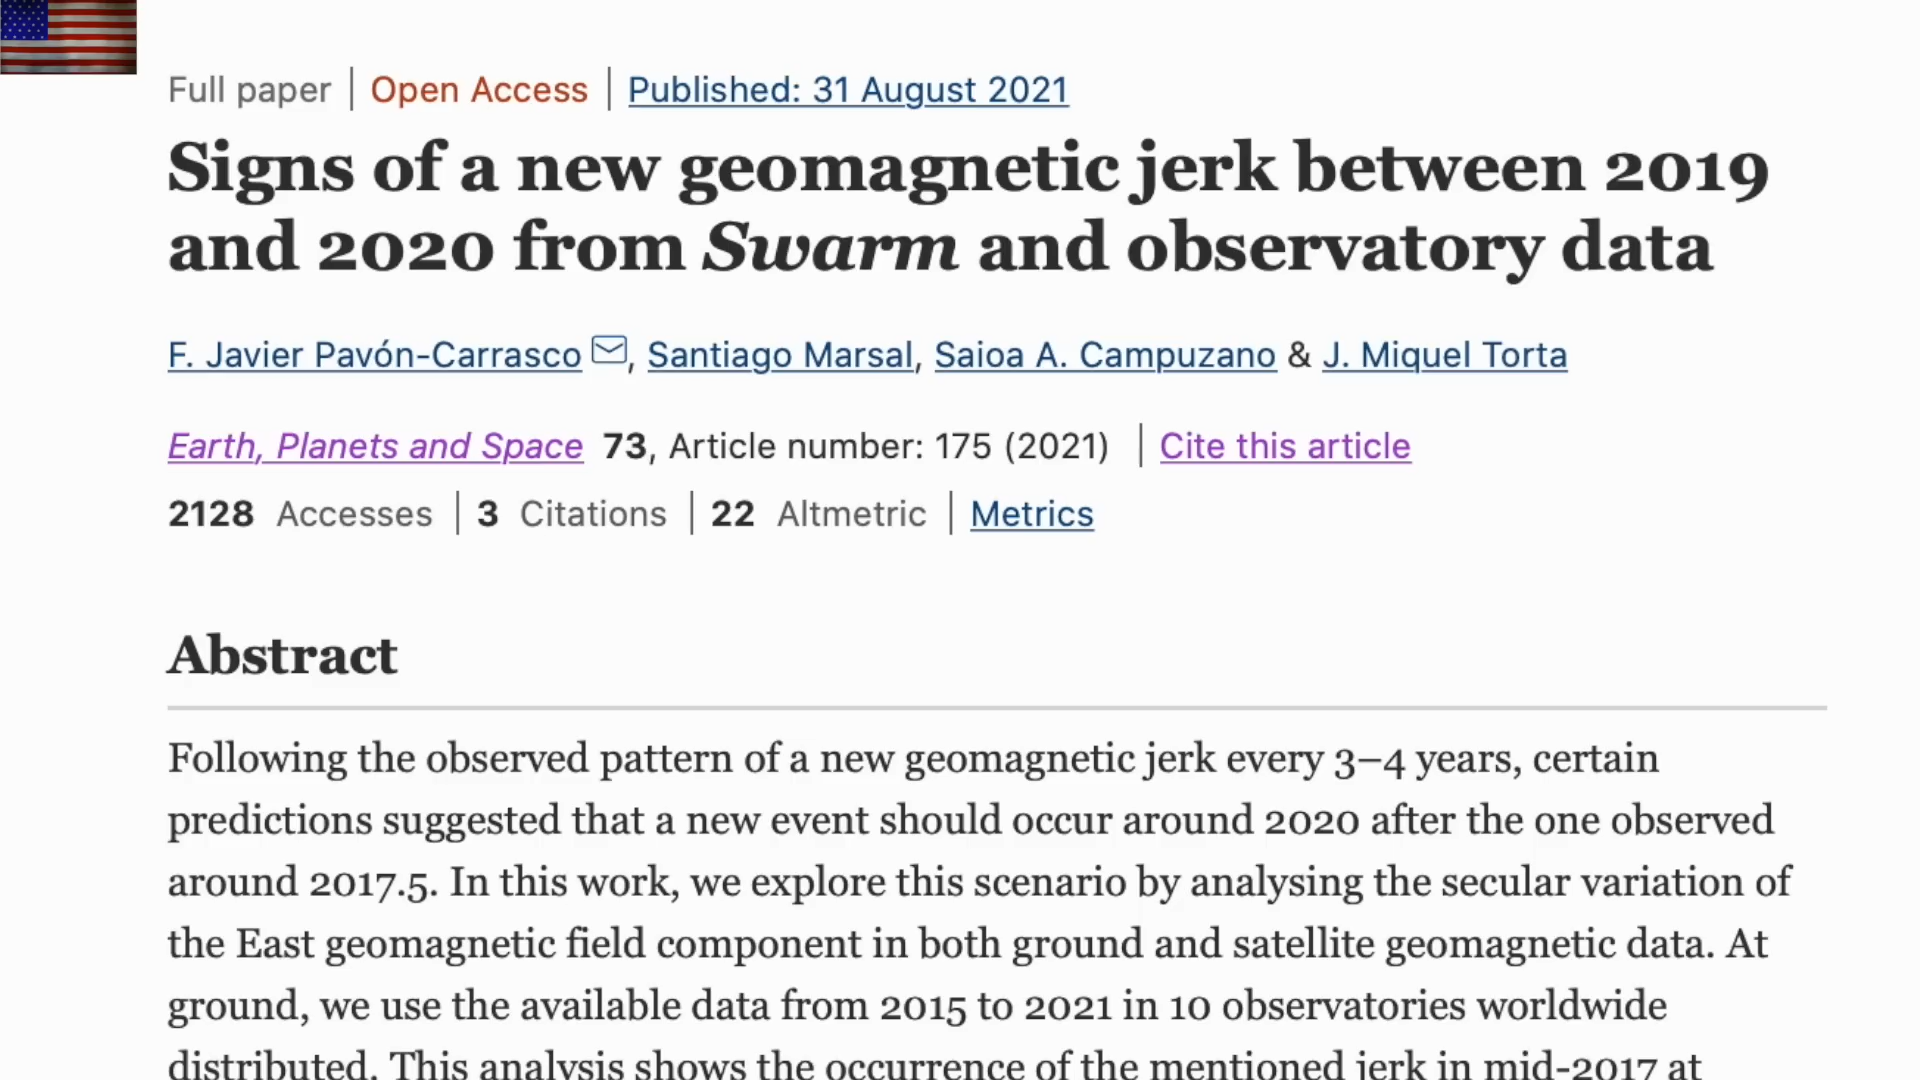 Full paper | Open Access | Published: 31 August 2021
Signs of a new geomagnetic jerk between 2019
and 2020 from Swarm and observatory data
F. Javier Pavón-Carrasco, Santiago Marsal, Saioa A. Campuzano & J. Miquel Torta
Earth, Planets and Space 73, Article number: 175 (2021) | Cite this article
2128 Accesses | 3 Citations | 22 Altmetric | Metrics
Abstract
Following the observed pattern of a new geomagnetic jerk every 3–4 years, certain
predictions suggested that a new event should occur around 2020 after the one observed
around 2017.5. In this work, we explore this scenario by analysing the secular variation of
the East geomagnetic field component in both ground and satellite geomagnetic data. At
ground, we use the available data from 2015 to 2021 in 10 observatories worldwide
distributed. This analysis shows the occurrence of the mentioned jerk in mid-2017 at